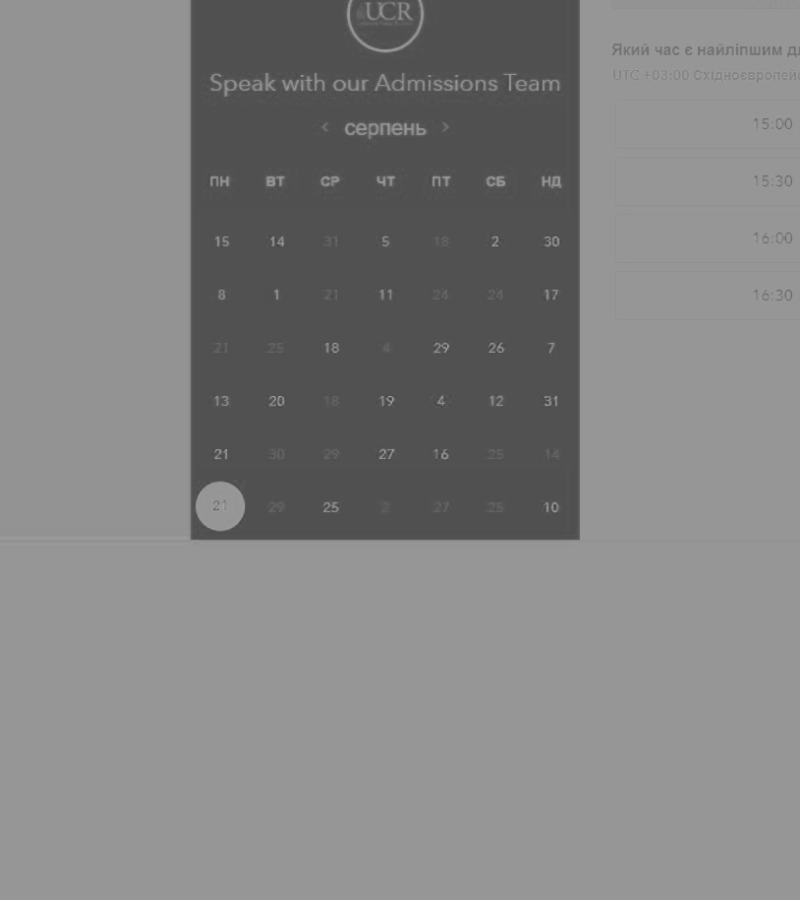 UCR
Speak with our Admissions Team
< серпень >
ПН ВТ СР ЧТ ПТ СБ НД
15 14 31 5 18 2 30
8 1 21 11 24 24 17
21 25 18 4 29 26 7
13 20 18 19 4 12 31
21 30 29 27 16 25 14
21 29 25 2 27 25 10
Який час є найліпшим
UTC +03:00
15:00
15:30
16:00
16:30